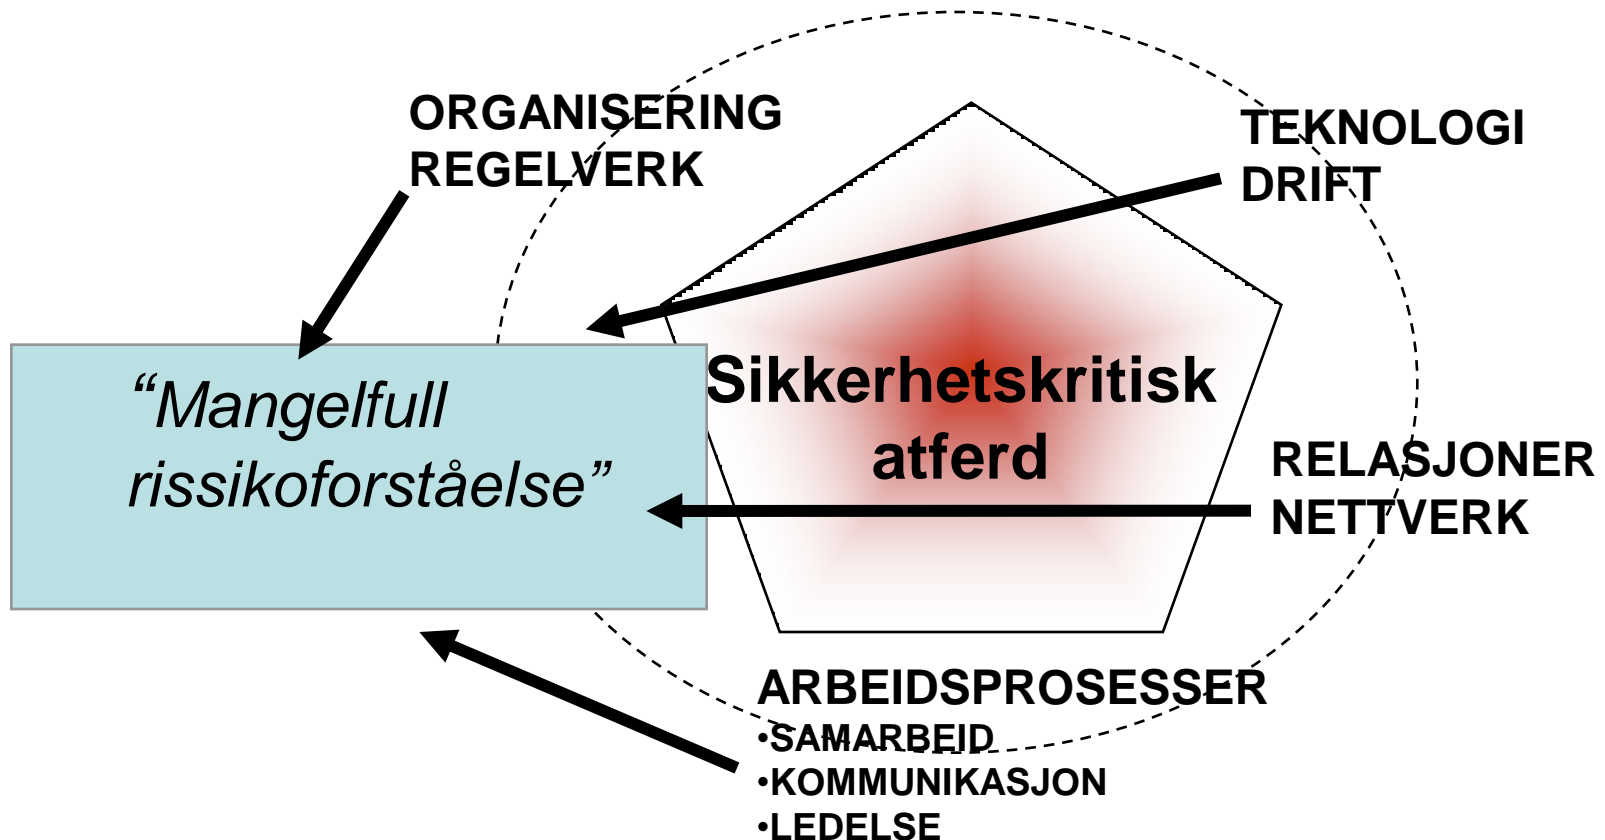 ORGANISERING
REGELVERK
TEKNOLOGI
DRIFT
“Mangelfull
rissikoforståelse”
Sikkerhetskritisk
atferd
RELASJONER
NETTVERK
ARBEIDSPROSESSER
•SAMARBEID
•KOMMUNIKASJON
•LEDELSE